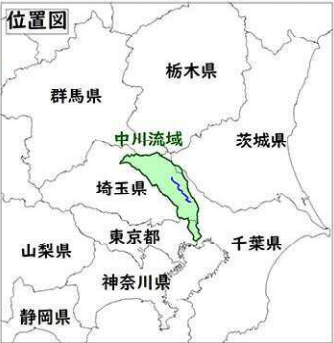 位置図
栃木県
群馬県
中川流域
茨城県
埼玉県
東京都
千葉県
山梨県
神奈川県
静岡県